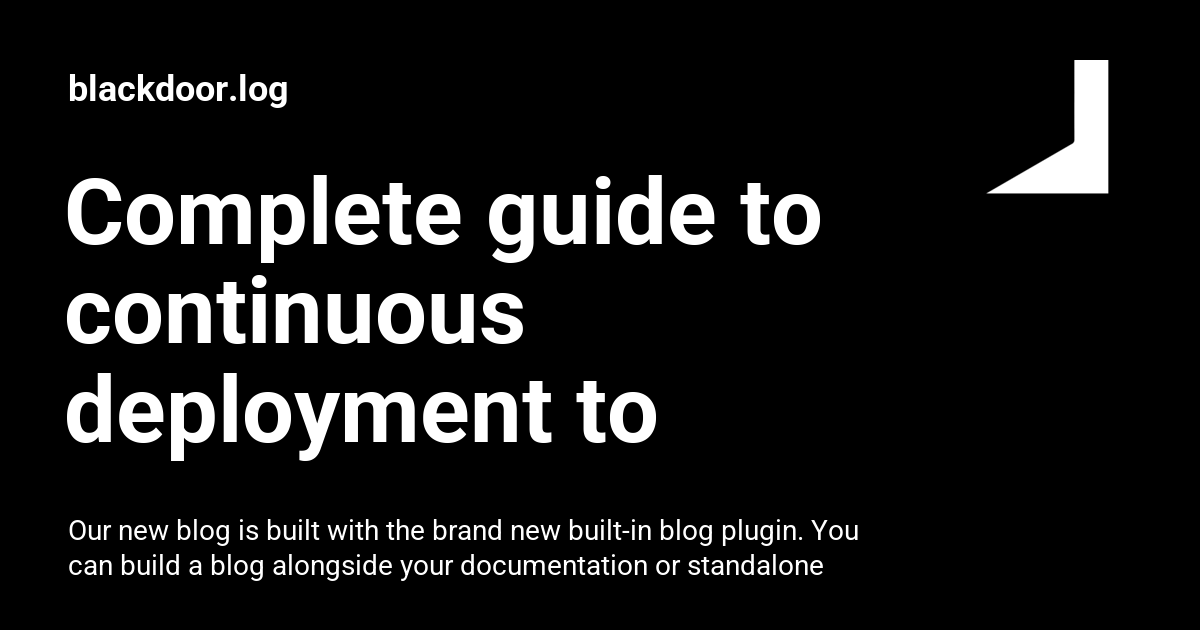 blackdoor.log
Complete guide to
continuous
deployment to
Our new blog is built with the brand new built-in blog plugin. You
can build a blog alongside your documentation or standalone